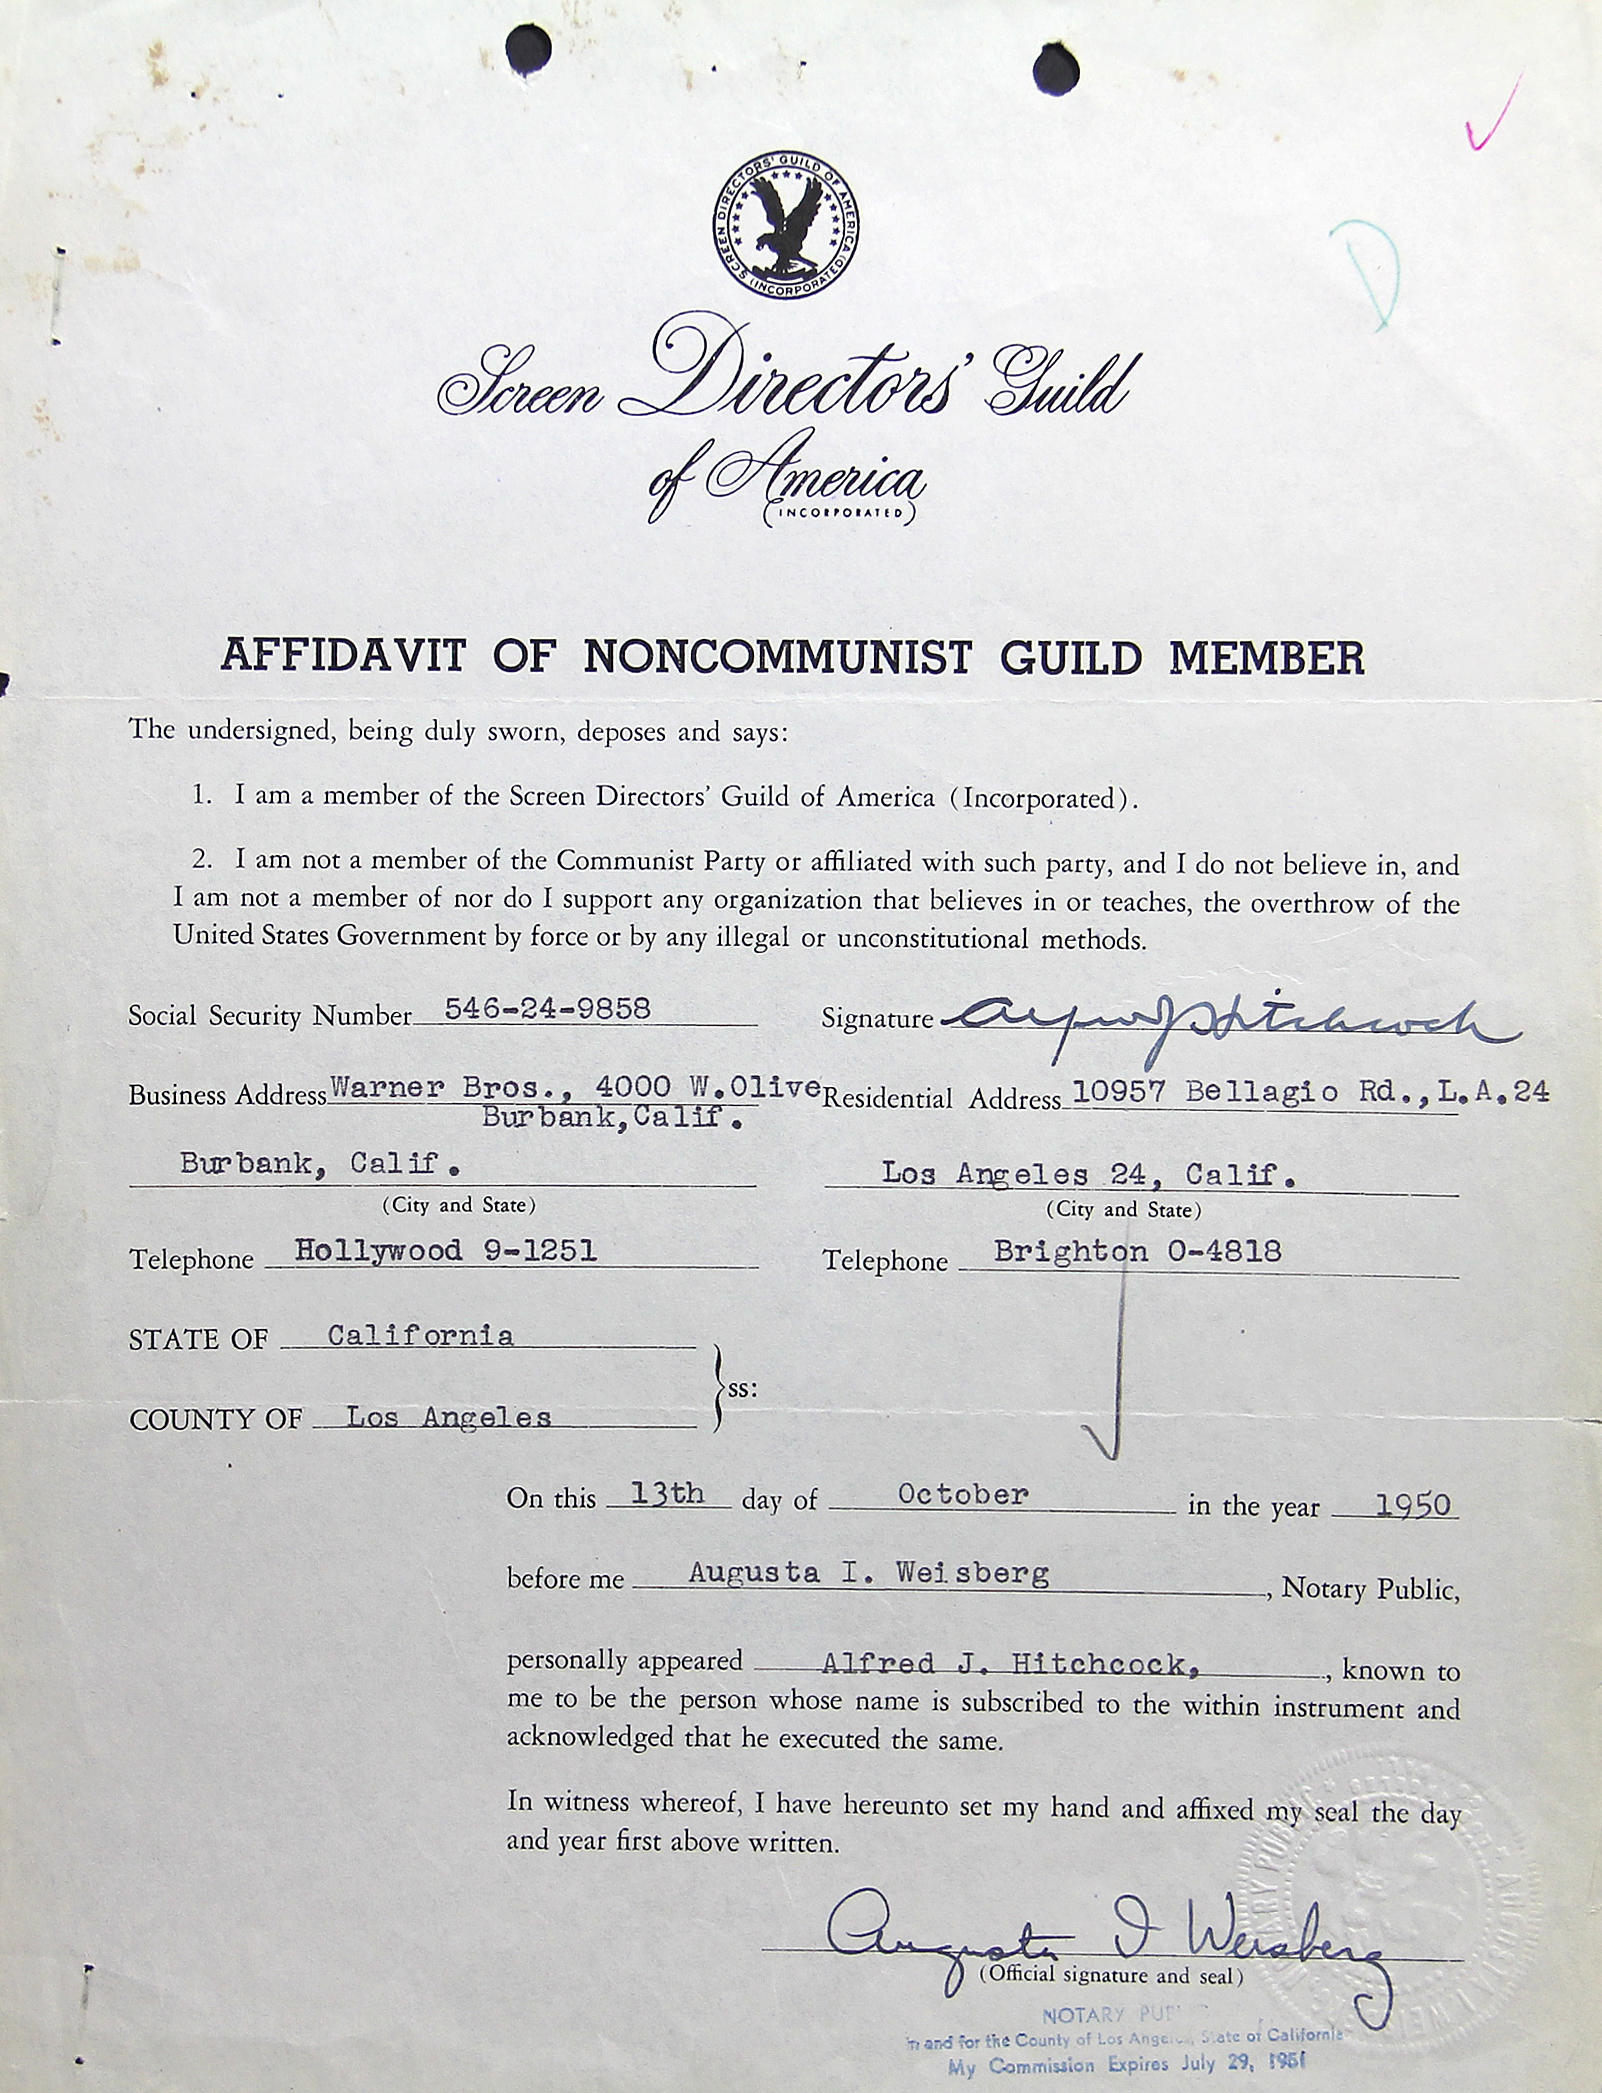 SCREEN DIRECTORS' GUILD OF AMERICA (INCORPORATED)
D
Screen Directors' Guild
of America
(INCORPORATED)
AFFIDAVIT OF NONCOMMUNIST GUILD MEMBER
The undersigned, being duly sworn, deposes and says:
1. I am a member of the Screen Directors' Guild of America (Incorporated).
2. I am not a member of the Communist Party or affiliated with such party, and I do not believe in, and
I am not a member of nor do I support any organization that believes in or teaches, the overthrow of the
United States Government by force or by any illegal or unconstitutional methods.
Social Security Number 546-24-9858 Signature Alfred J Hitchcock
Business Address Warner Bros., 4000 W.Olive Residential Address 10957 Bellagio Rd.,L.A.24
Burbank,Calif.
Burbank, Calif. Los Angeles 24, Calif.
(City and State) (City and State)
Telephone Hollywood 9-1251 Telephone Brighton 0-4818
STATE OF California
ss:
COUNTY OF Los Angeles
On this 13th day of October in the year 1950
before me Augusta I. Weisberg, Notary Public,
personally appeared Alfred J. Hitchcock, , known to
me to be the person whose name is subscribed to the within instrument and
acknowledged that he executed the same.
In witness whereof, I have hereunto set my hand and affixed my seal the day
and year first above written.
Augusta I Weisberg
(Official signature and seal)
NOTARY PUBLIC
In and for the County of Los Angeles, State of California
My Commission Expires July 29, 1951